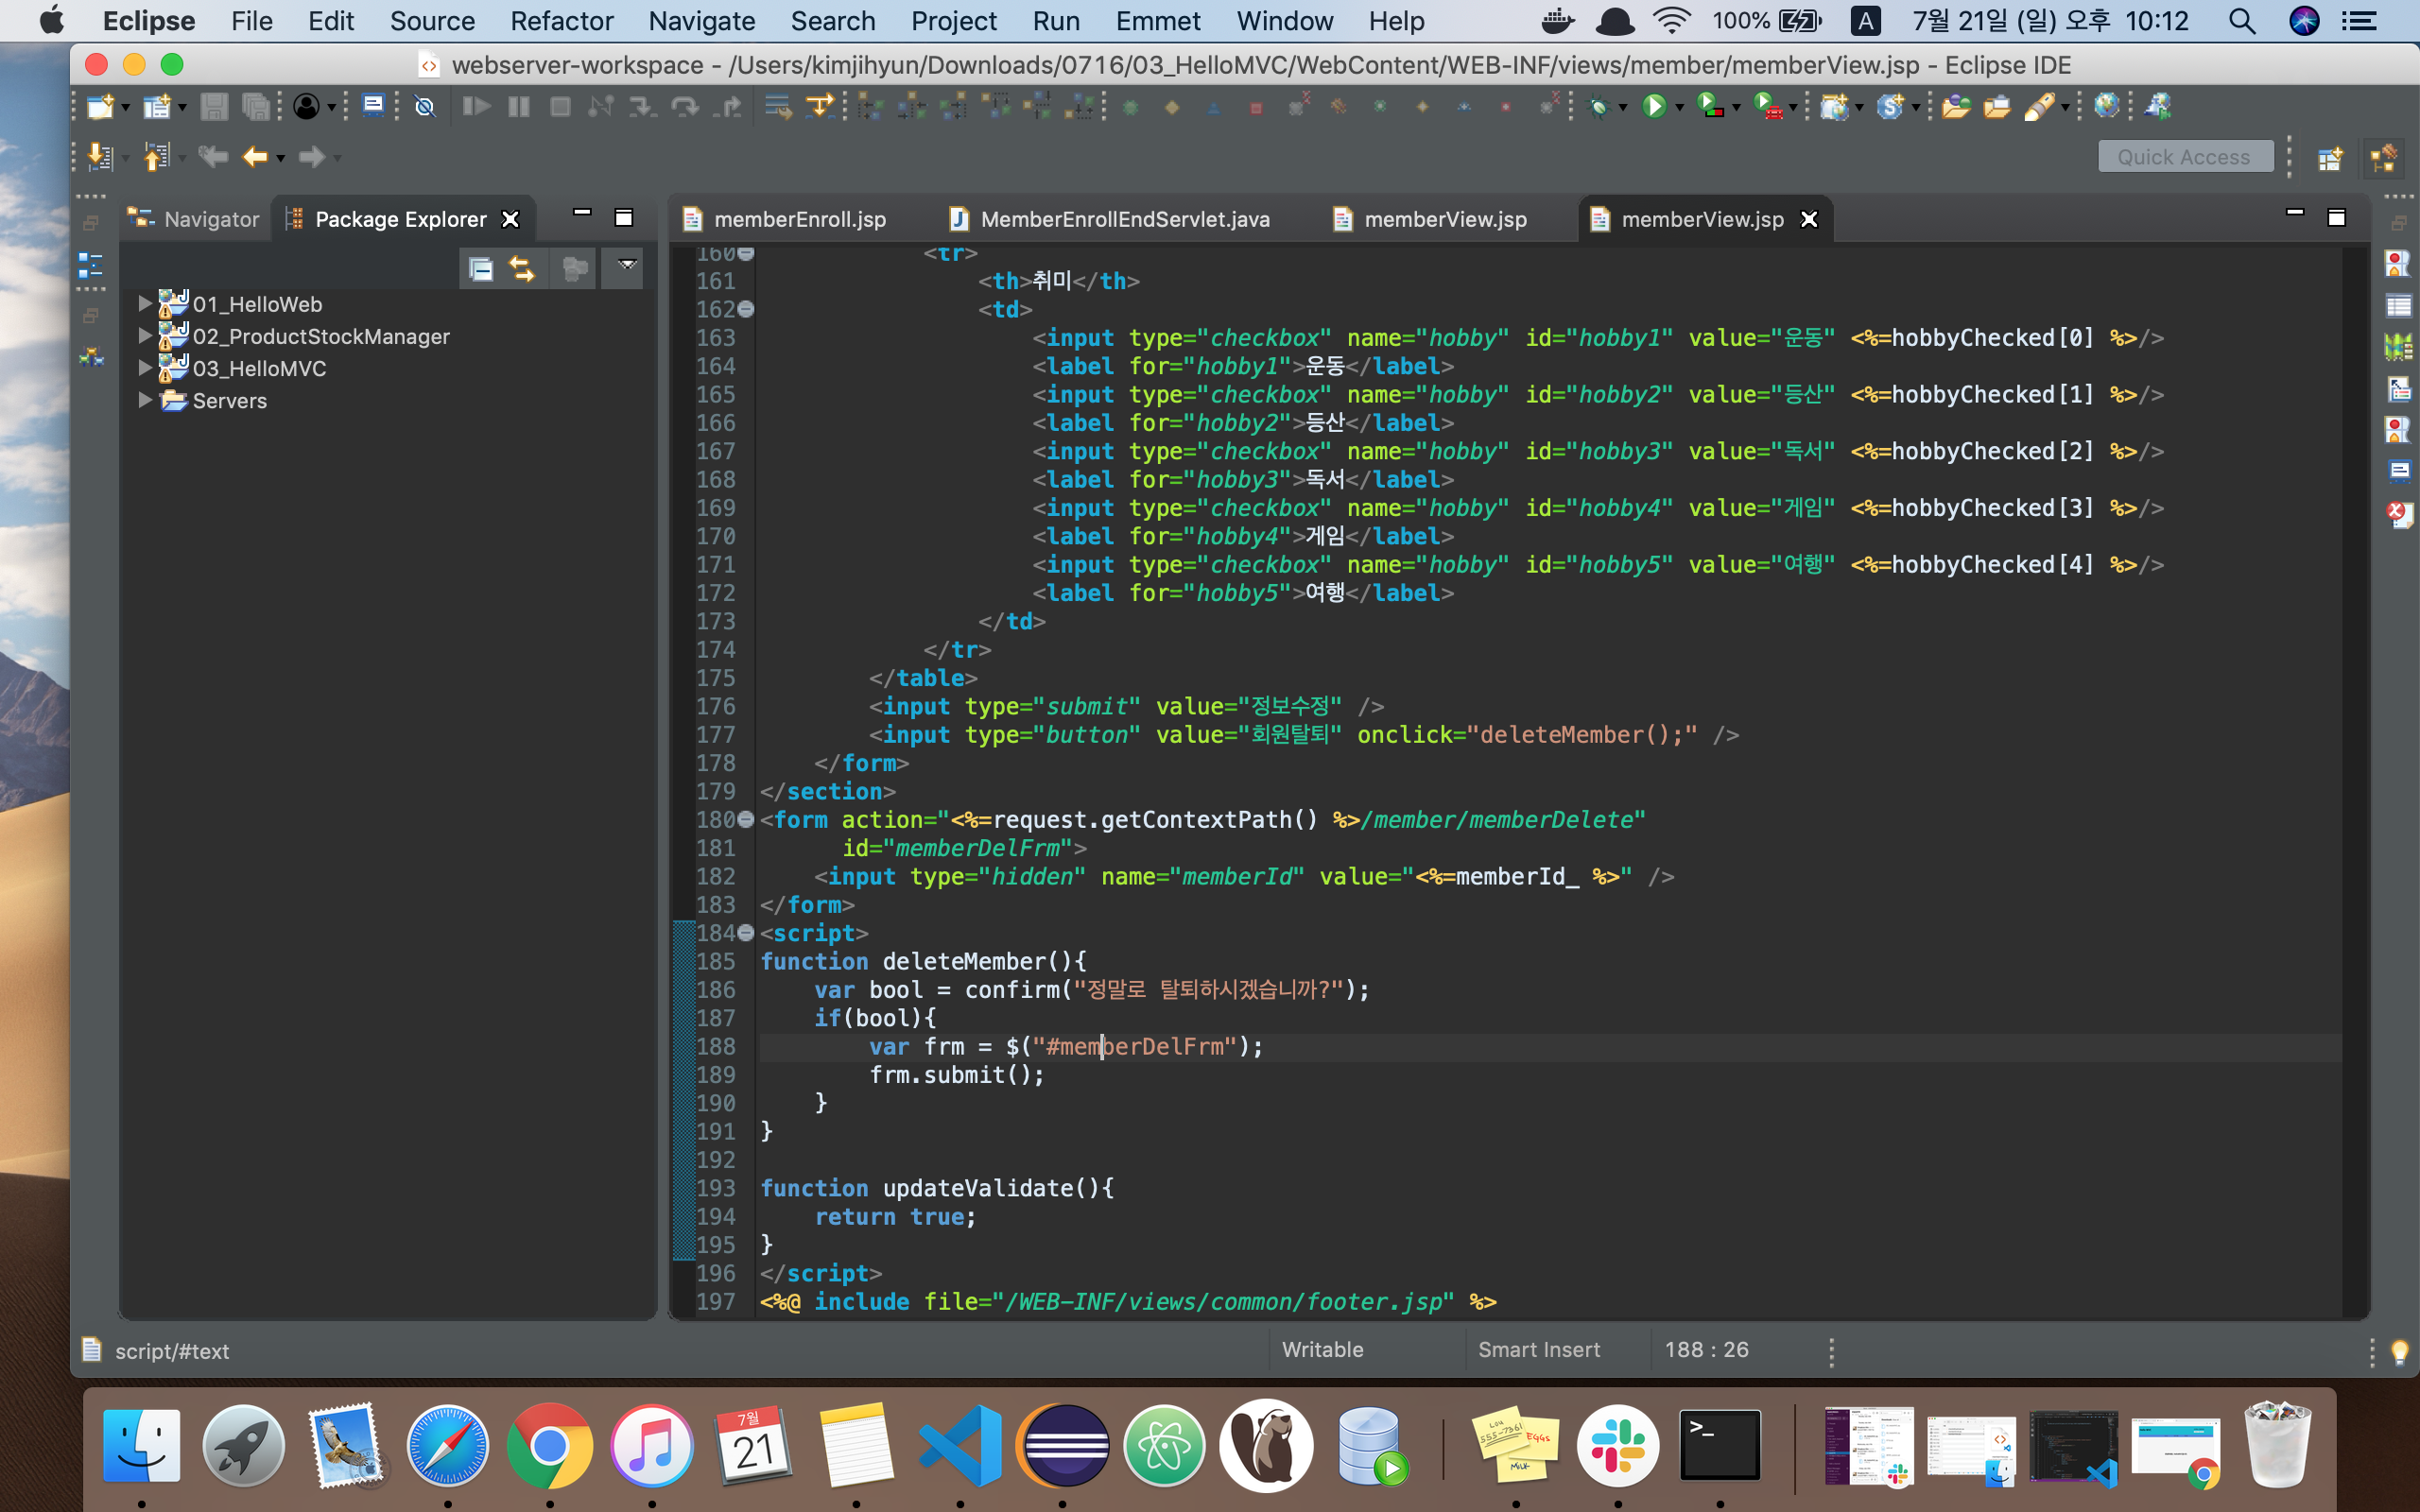 Eclipse File Edit Source Refactor Navigate Search Project Run Emmet Window Help 100% A 7월 21일 (일) 오후 10:12
webserver-workspace - /Users/kimjihyun/Downloads/0716/03_HelloMVC/WebContent/WEB-INF/views/member/memberView.jsp - Eclipse IDE
Quick Access
Navigator Package Explorer
memberEnroll.jsp MemberEnrollEndServlet.java memberView.jsp memberView.jsp
01_HelloWeb
02_ProductStockManager
03_HelloMVC
Servers
160 <tr>
161 <th>취미</th>
162 <td>
163 <input type="checkbox" name="hobby" id="hobby1" value="운동" <%=hobbyChecked[0] %>/>
164 <label for="hobby1">운동</label>
165 <input type="checkbox" name="hobby" id="hobby2" value="등산" <%=hobbyChecked[1] %>/>
166 <label for="hobby2">등산</label>
167 <input type="checkbox" name="hobby" id="hobby3" value="독서" <%=hobbyChecked[2] %>/>
168 <label for="hobby3">독서</label>
169 <input type="checkbox" name="hobby" id="hobby4" value="게임" <%=hobbyChecked[3] %>/>
170 <label for="hobby4">게임</label>
171 <input type="checkbox" name="hobby" id="hobby5" value="여행" <%=hobbyChecked[4] %>/>
172 <label for="hobby5">여행</label>
173 </td>
174 </tr>
175 </table>
176 <input type="submit" value="정보수정" />
177 <input type="button" value="회원탈퇴" onclick="deleteMember();" />
178 </form>
179 </section>
180 <form action="<%=request.getContextPath() %>/member/memberDelete"
181 id="memberDelFrm">
182 <input type="hidden" name="memberId" value="<%=memberId_ %>" />
183 </form>
184 <script>
185 function deleteMember(){
186 var bool = confirm("정말로 탈퇴하시겠습니까?");
187 if(bool){
188 var frm = $("#memberDelFrm");
189 frm.submit();
190 }
191 }
192
193 function updateValidate(){
194 return true;
195 }
196 </script>
197 <%@ include file="/WEB-INF/views/common/footer.jsp" %>
script/#text Writable Smart Insert 188 : 26
7월
21
LOU
555-7361
EGGS
MILK
>_